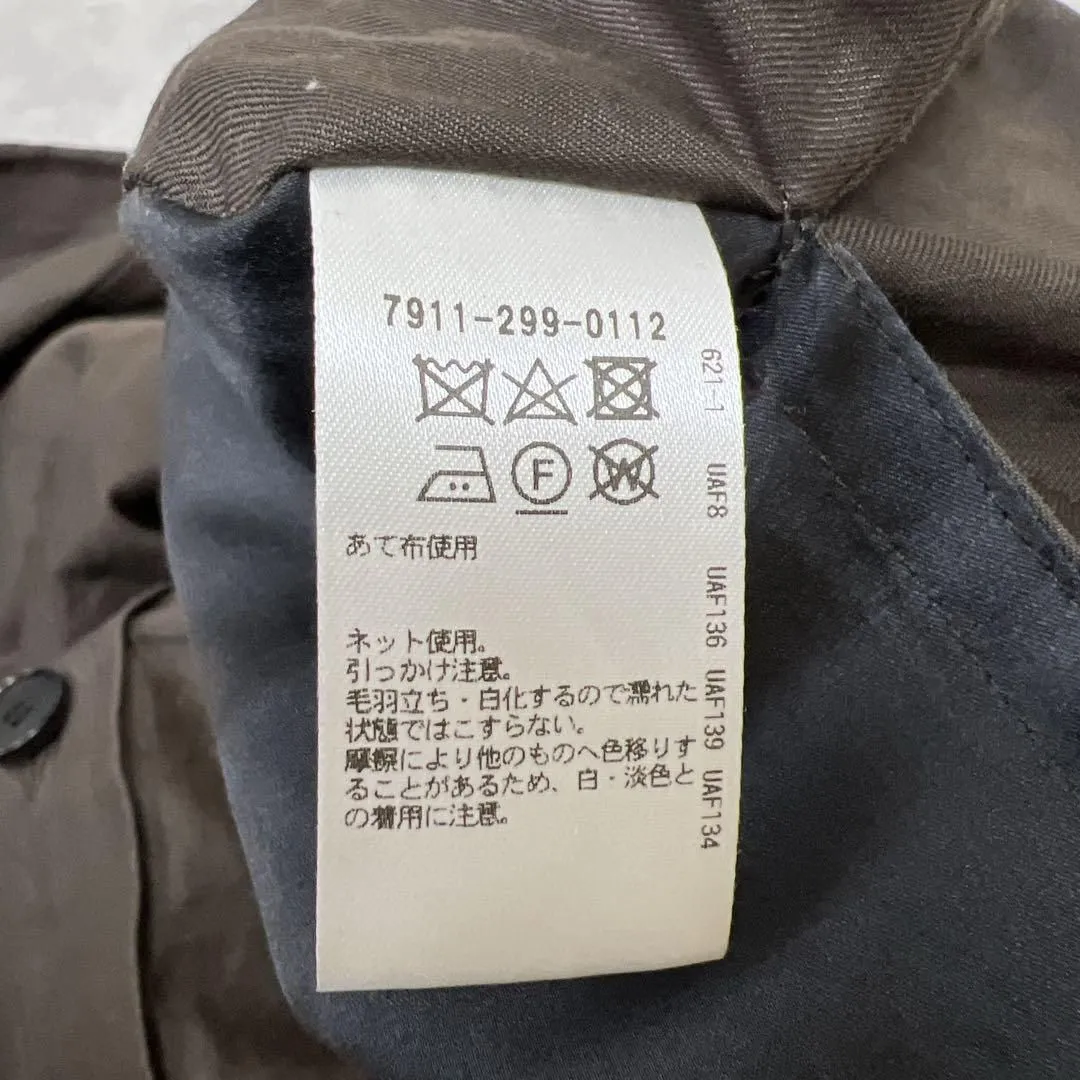 7911-299-0112
F
W
あて布使用
ネット使用。
引っかけ注意。
毛羽立ち・白化するので濡れた
状態ではこすらない。
摩擦により他のものへ色移りす
ることがあるため、白・淡色と
の着用に注意。
621-1 UAF8 UAF136 UAF139 UAF134